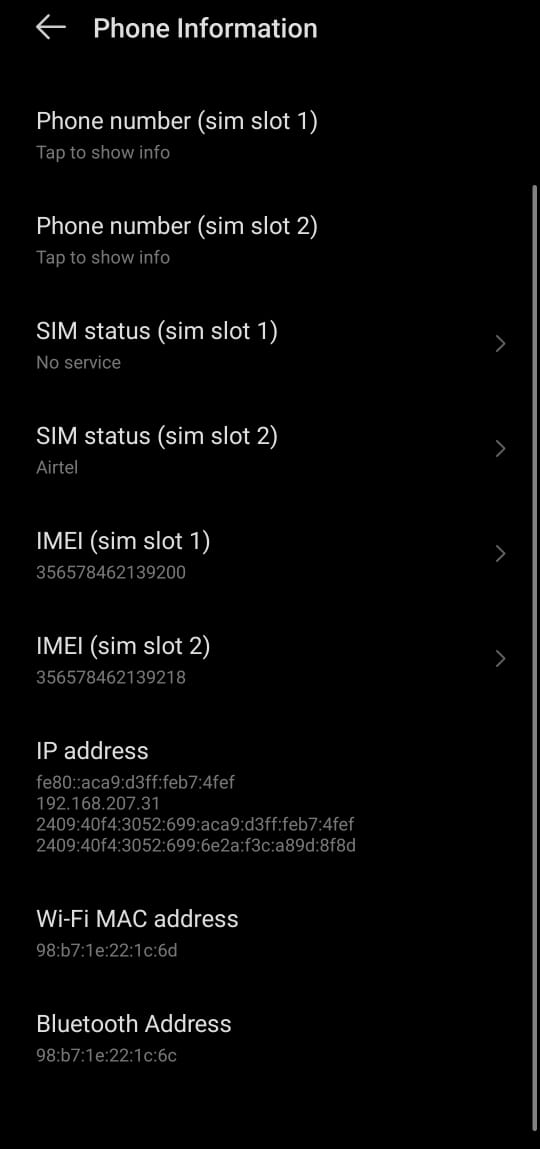 Phone Information
Phone number (sim slot 1)
Tap to show info
Phone number (sim slot 2)
Tap to show info
SIM status (sim slot 1)
No service
SIM status (sim slot 2)
Airtel
IMEI (sim slot 1)
356578462139200
IMEI (sim slot 2)
356578462139218
IP address
fe80::aca9:d3ff:feb7:4fef
192.168.207.31
2409:40f4:3052:699:aca9:d3ff:feb7:4fef
2409:40f4:3052:699:6e2a:f3c:a89d:8f8d
Wi-Fi MAC address
98:b7:1e:22:1c:6d
Bluetooth Address
98:b7:1e:22:1c:6c